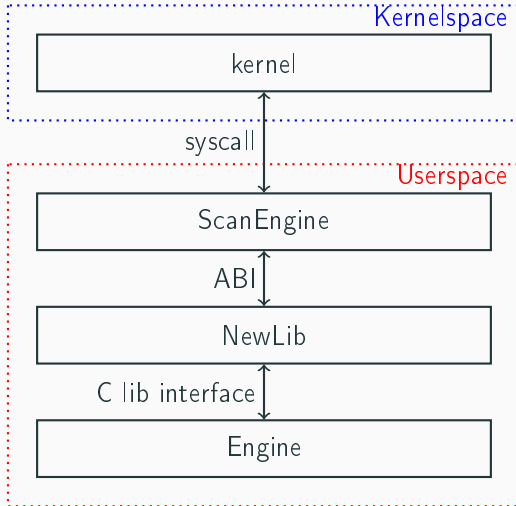 Kernelspace
kernel
syscall
Userspace
ScanEngine
ABI
NewLib
C lib interface
Engine